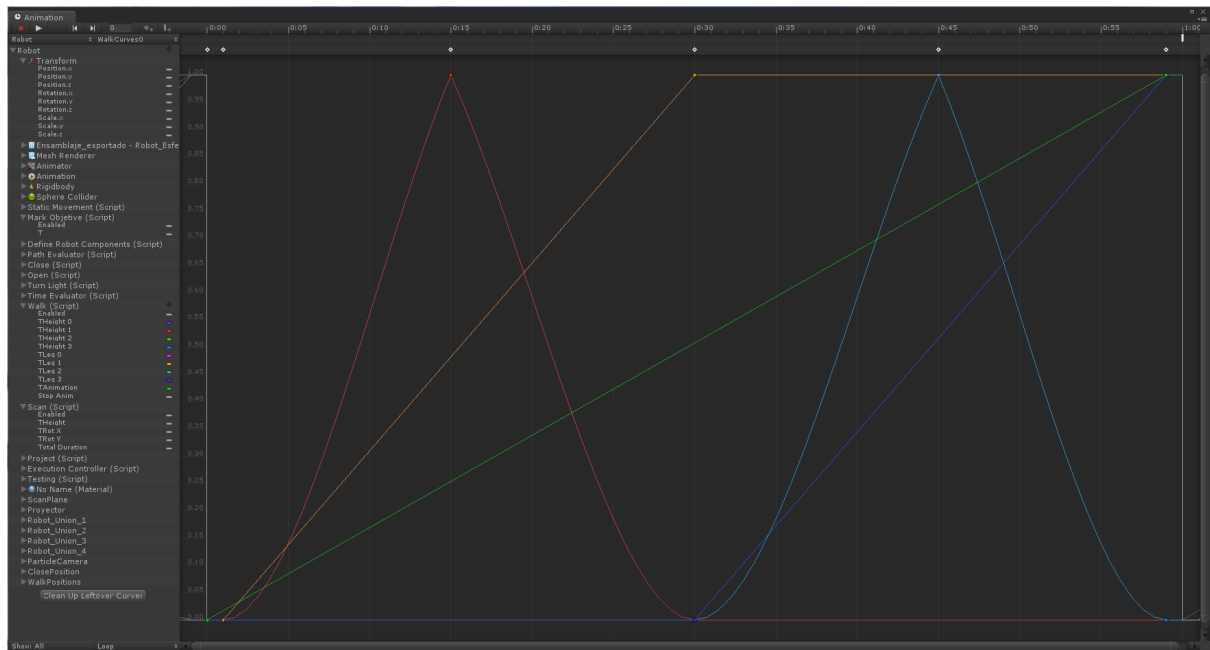 Animation
0
0:00 0:05 0:10 0:15 0:20 0:25 0:30 0:35 0:40 0:45 0:50 0:55 1:00
Robot WalkCurves0
Robot
Transform
Position.x
Position.y
Position.z
Rotation.x
Rotation.y
Rotation.z
Scale.x
Scale.y
Scale.z
Ensamblaje_exportado - Robot_Esfe
Mesh Renderer
Animator
Animation
Rigidbody
Sphere Collider
Static Movement (Script)
Mark Objetive (Script)
Enabled
T
Define Robot Components (Script)
Path Evaluator (Script)
Close (Script)
Open (Script)
Turn Light (Script)
Time Evaluator (Script)
Walk (Script)
Enabled
THeight 0
THeight 1
THeight 2
THeight 3
TLeg 0
TLeg 1
TLeg 2
TLeg 3
TAnimation
Stop Anim
Scan (Script)
Enabled
THeight
TRot X
TRot Y
Total Duration
Project (Script)
Execution Controller (Script)
Testing (Script)
No Name (Material)
ScanPlane
Proyector
Robot_Union_1
Robot_Union_2
Robot_Union_3
Robot_Union_4
ParticleCamera
ClosePosition
WalkPositions
Clean Up Leftover Curves
Show: All Loop
1.00
0.95
0.90
0.85
0.80
0.75
0.70
0.65
0.60
0.55
0.50
0.45
0.40
0.35
0.30
0.25
0.20
0.15
0.10
0.05
0.00